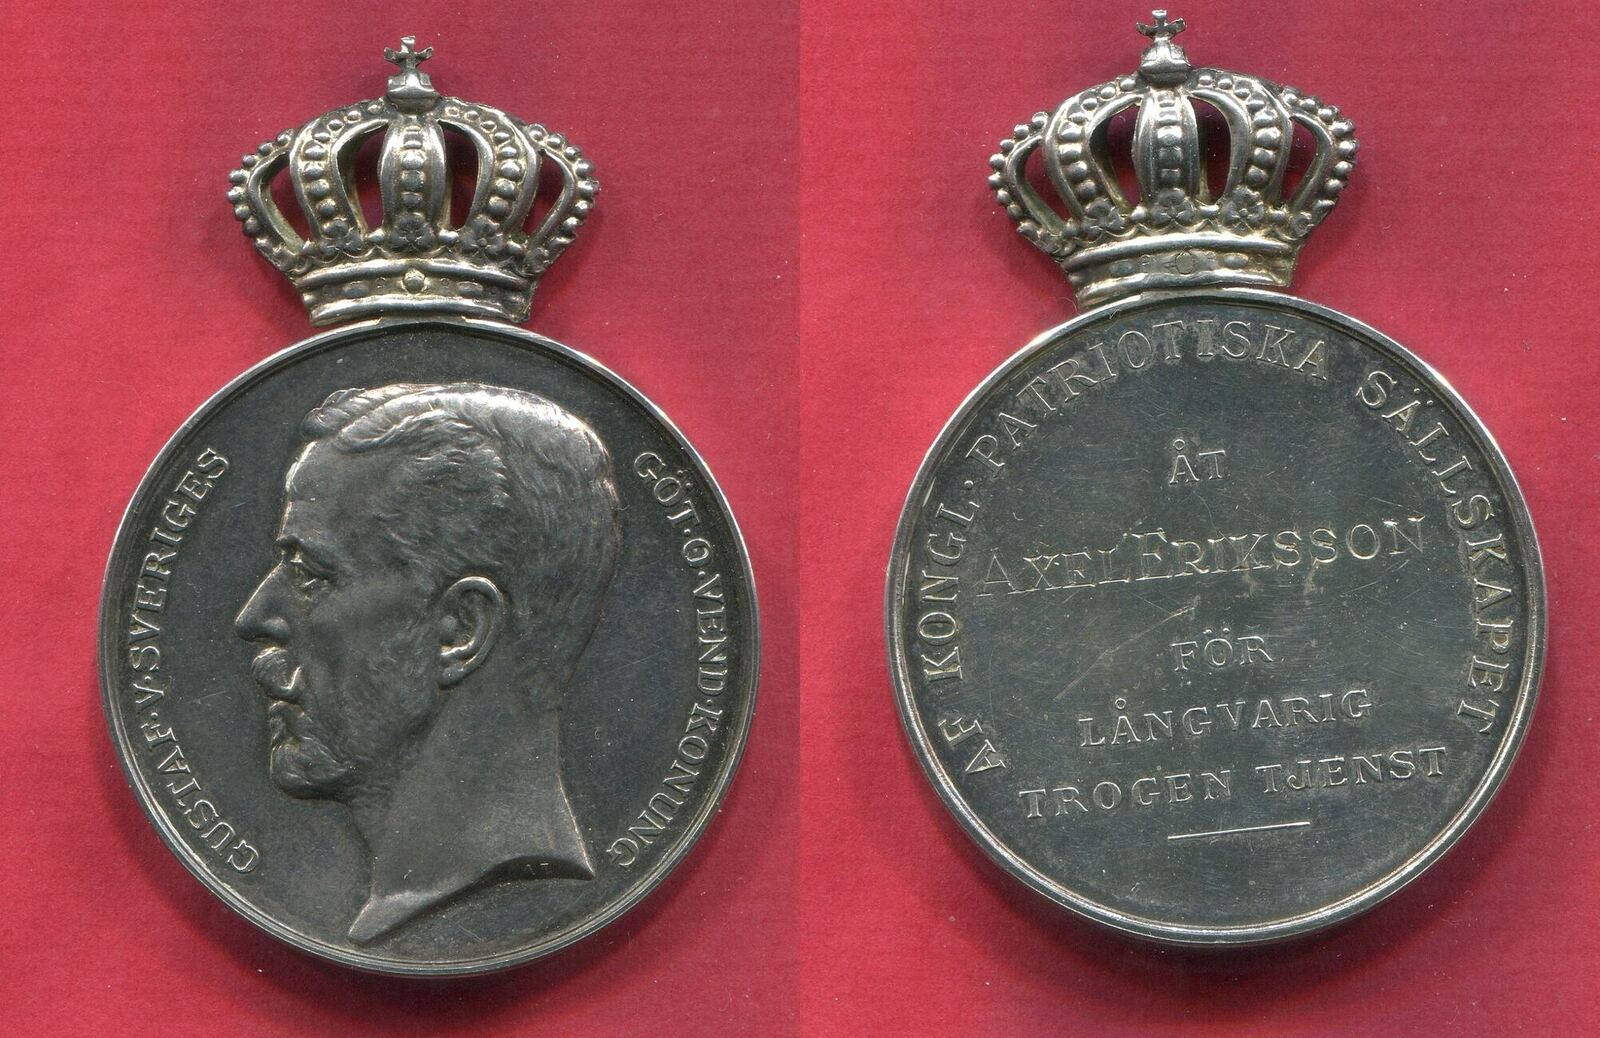 GUSTAF·V·SVERIGES
GÖT·O·VEND·KONUNG
AF KONGL·PATRIOTISKA SÄLLSKAPET
ÅT
AXEL ERIKSSON
FÖR
LÅNGVARIG
TROGEN TJENST